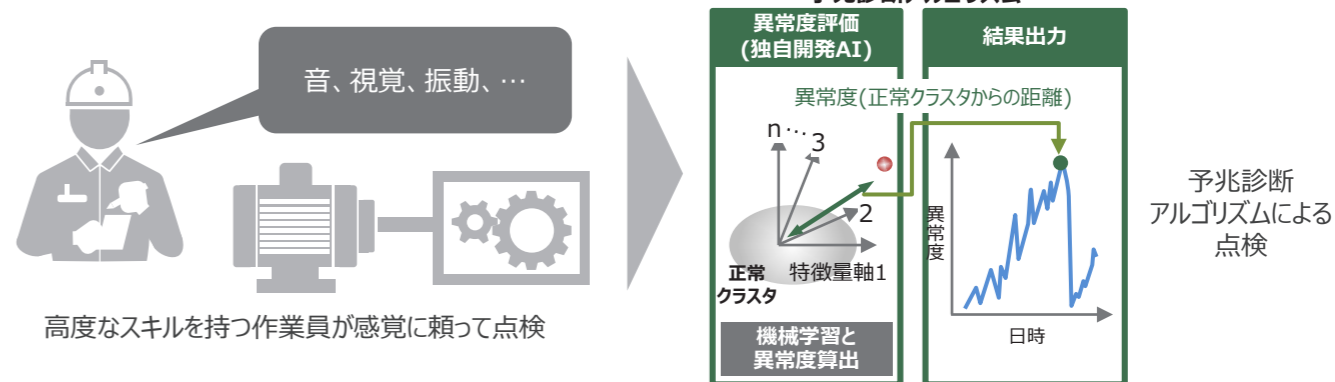 音、視覚、振動、…
高度なスキルを持つ作業員が感覚に頼って点検
異常度評価
(独自開発AI)
結果出力
異常度(正常クラスタからの距離)
n
…
3
2
特徴量軸1
正常
クラスタ
機械学習と
異常度算出
異常度
日時
予兆診断
アルゴリズムによる
点検